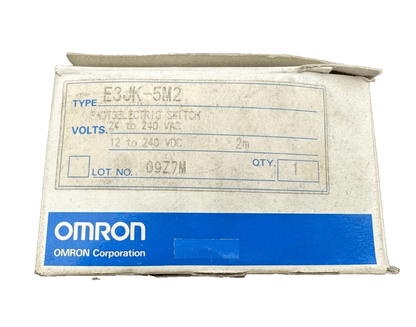 TYPE E3JK-5M2
PHOTOELECTRIC SWITCH
VOLTS. 24 to 240 VAC
12 to 240 VDC 2m
LOT NO. 09Z7M QTY. 1
OMRON
OMRON Corporation